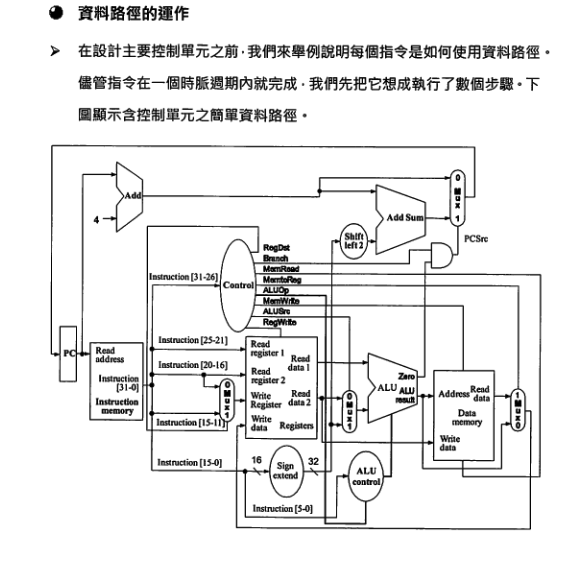 資料路徑的運作
在設計主要控制單元之前,我們來舉例說明每個指令是如何使用資料路徑。
儘管指令在一個時脈週期內就完成,我們先把它想成執行了數個步驟。下
圖顯示含控制單元之簡單資料路徑。
Add
4
Shift
left 2
Add Sum
0
M
u
x
1
PCSrc
RegDst
Branch
MemRead
MemtoReg
ALUOp
MemWrite
ALUSrc
RegWrite
Instruction [31-26]
Control
PC
Read
address
Instruction
[31-0]
Instruction
memory
Instruction [25-21]
Instruction [20-16]
Instruction [15-11]
0
M
u
x
1
Read
register 1
Read
register 2
Write
Register
Write
data
Read
data 1
Read
data 2
Registers
0
M
u
x
1
Zero
ALU
ALU
result
Address
Read
data
Data
memory
Write
data
1
M
u
x
0
Instruction [15-0]
16
Sign
extend
32
ALU
control
Instruction [5-0]